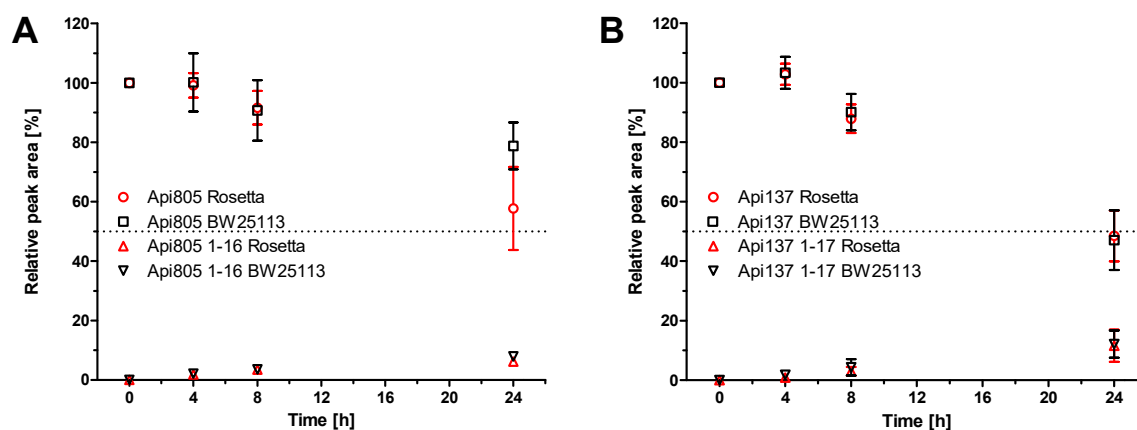 A
Relative peak area [%]
120
100
80
60
40
20
0
Api805 Rosetta
Api805 BW25113
Api805 1-16 Rosetta
Api805 1-16 BW25113
0 4 8 12 16 20 24
Time [h]
B
Relative peak area [%]
120
100
80
60
40
20
0
Api137 Rosetta
Api137 BW25113
Api137 1-17 Rosetta
Api137 1-17 BW25113
0 4 8 12 16 20 24
Time [h]